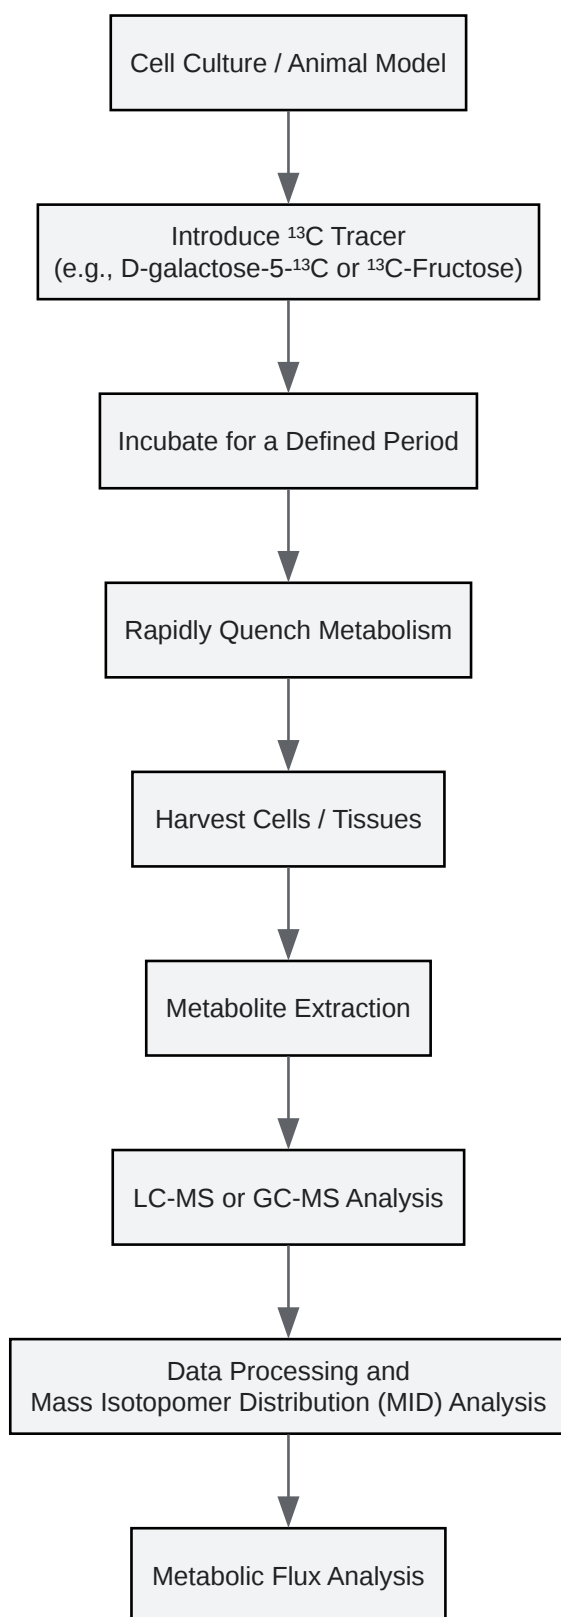 Cell Culture / Animal Model
Introduce ¹³C Tracer
(e.g., D-galactose-5-¹³C or ¹³C-Fructose)
Incubate for a Defined Period
Rapidly Quench Metabolism
Harvest Cells / Tissues
Metabolite Extraction
LC-MS or GC-MS Analysis
Data Processing and
Mass Isotopomer Distribution (MID) Analysis
Metabolic Flux Analysis